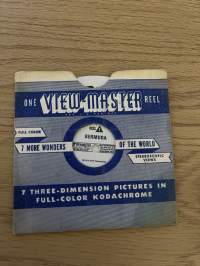 ONE VIEW-MASTER REEL
FULL COLOR
BERMUDA
7 MORE WONDERS OF THE WORLD
STEREOSCOPIC
VIEWS
7 THREE-DIMENSION PICTURES IN
FULL-COLOR KODACHROME